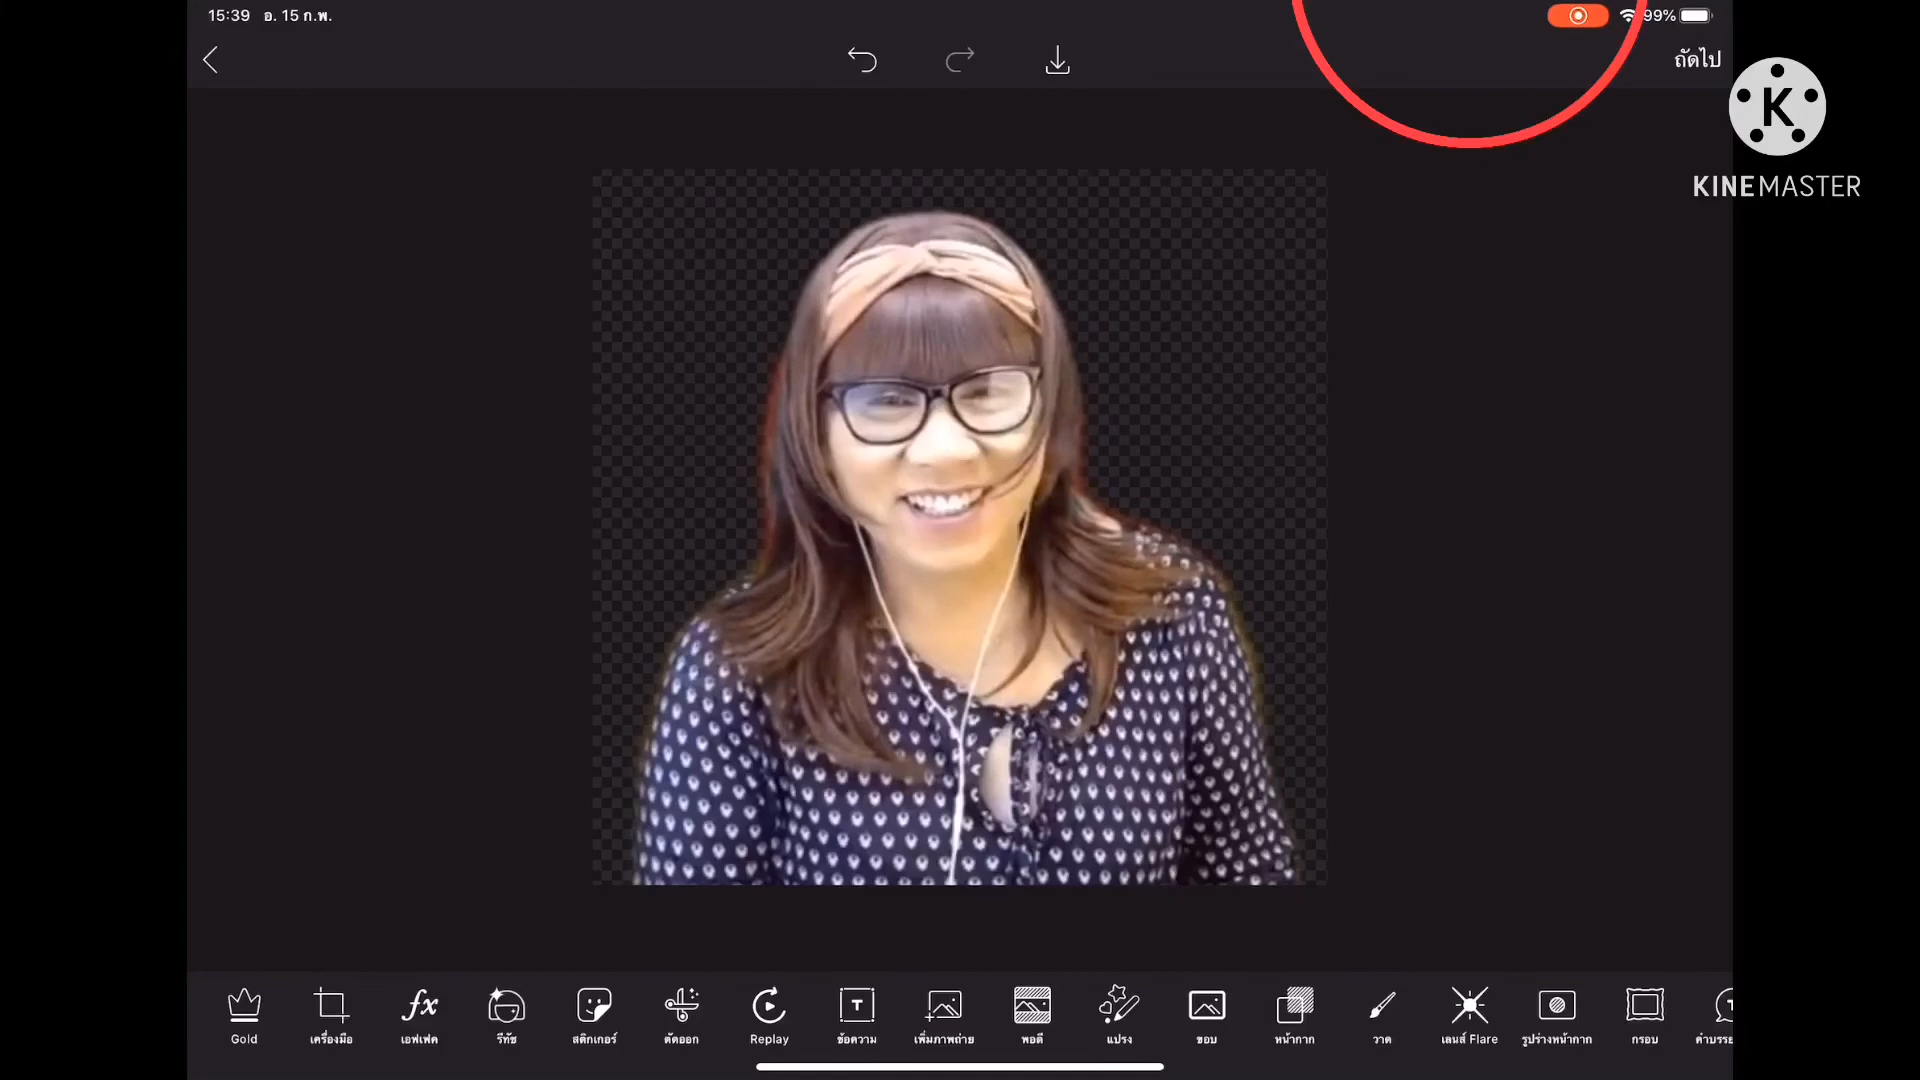 15:39 อ. 15 ก.พ.
99%
ถัดไป
K
KINEMASTER
Gold
เครื่องมือ
เอฟเฟค
รีทัช
สติกเกอร์
ตัดออก
Replay
ข้อความ
เพิ่มภาพถ่าย
พอดี
แปรง
ขอบ
หน้ากาก
วาด
เลนส์ Flare
รูปร่างหน้ากาก
กรอบ
คำบรร